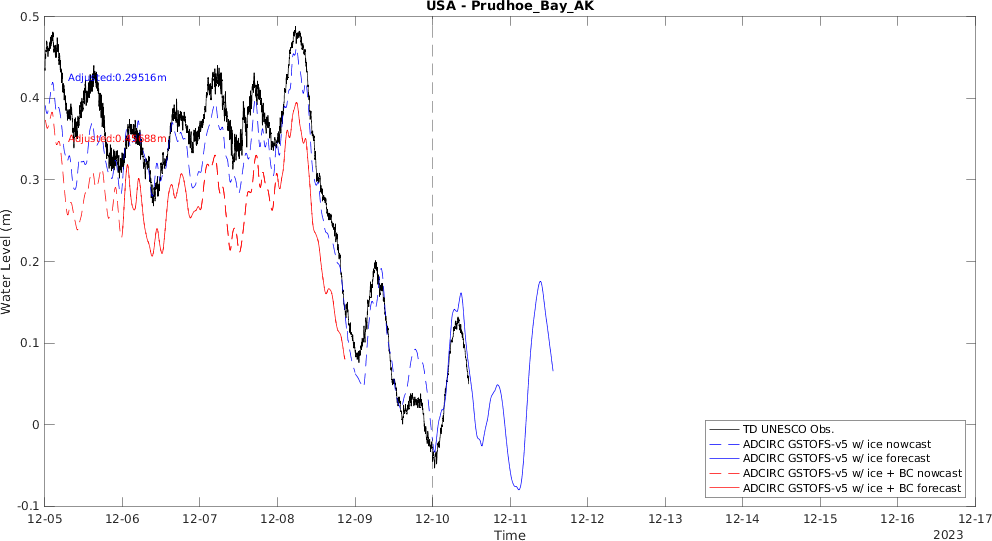 USA - Prudhoe_Bay_AK
0.5
0.4
0.3
0.2
0.1
0
-0.1
Water Level (m)
Adjusted:0.29516m
TD UNESCO Obs.
ADCIRC GSTOFS-v5 w/ ice nowcast
ADCIRC GSTOFS-v5 w/ ice forecast
ADCIRC GSTOFS-v5 w/ ice + BC nowcast
ADCIRC GSTOFS-v5 w/ ice + BC forecast
12-05 12-06 12-07 12-08 12-09 12-10 12-11 12-12 12-13 12-14 12-15 12-16 12-17
Time
2023